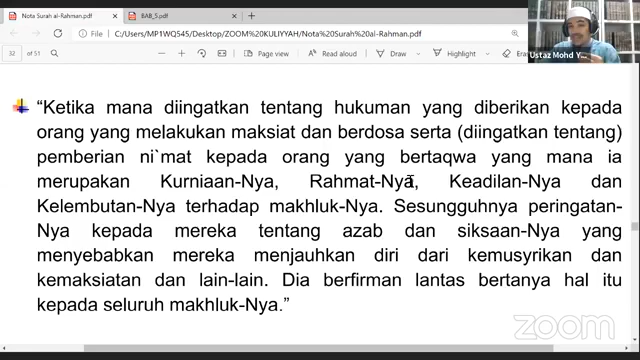 Nota Surah al-Rahman.pdf
BAB_5.pdf
File
C:/Users/MP1WQ545/Desktop/ZOOM%20KULIYYAH/Nota%20Surah%20al-Rahman.pdf
32 of 51
Page view
Read aloud
Draw
Highlight
Erase
Ustaz Mohd Y...
“Ketika mana diingatkan tentang hukuman yang diberikan kepada
orang yang melakukan maksiat dan berdosa serta (diingatkan tentang)
pemberian ni`mat kepada orang yang bertaqwa yang mana ia
merupakan Kurniaan-Nya, Rahmat-Nya, Keadilan-Nya dan
Kelembutan-Nya terhadap makhluk-Nya. Sesungguhnya peringatan-
Nya kepada mereka tentang azab dan siksaan-Nya yang
menyebabkan mereka menjauhkan diri dari kemusyrikan dan
kemaksiatan dan lain-lain. Dia berfirman lantas bertanya hal itu
kepada seluruh makhluk-Nya.”
zoom